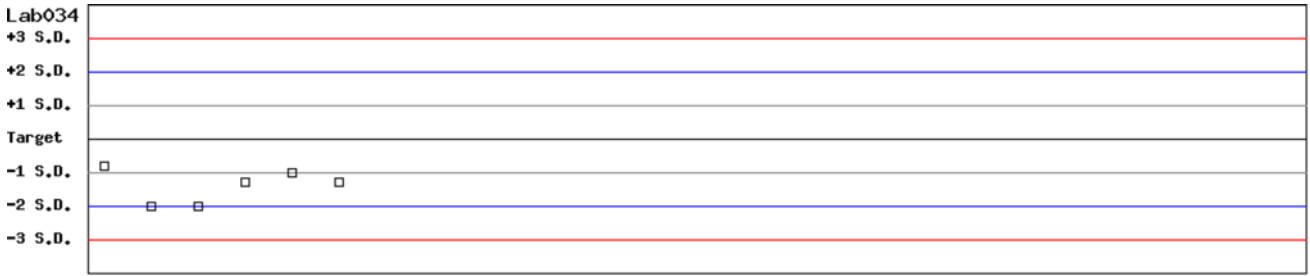 Lab034
+3 S.D.
+2 S.D.
+1 S.D.
Target
-1 S.D.
-2 S.D.
-3 S.D.